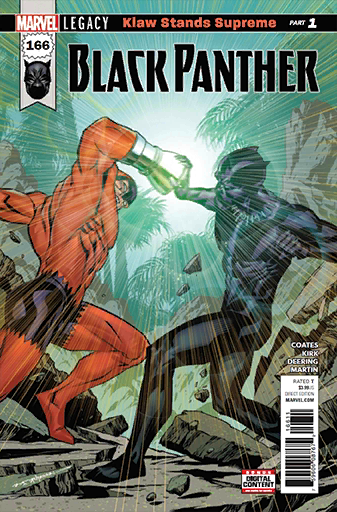 MARVEL LEGACY Klaw Stands Supreme PART 1
166
BLACK PANTHER
COATES
KIRK
DEERING
MARTIN
RATED T
$3.99 US
DIRECT EDITION
MARVEL.COM
DIGITAL
CONTENT